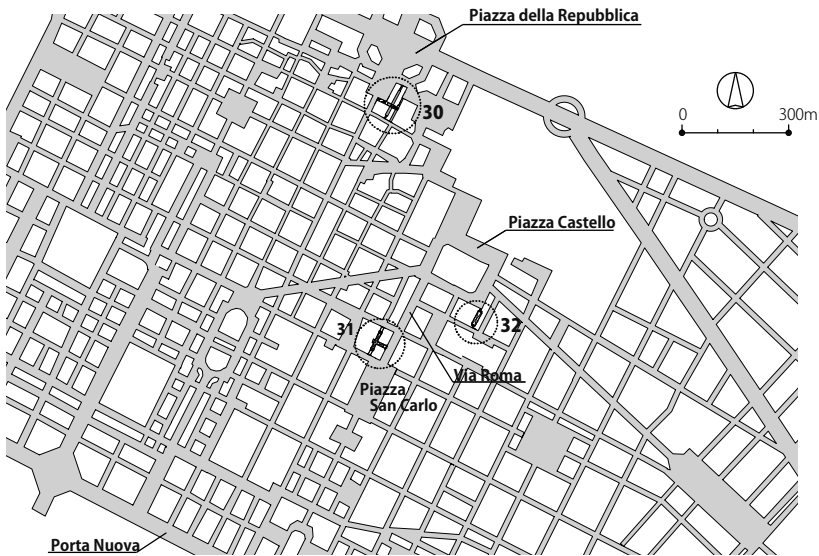 Piazza della Repubblica
30
0 300m
Piazza Castello
31
32
Via Roma
Piazza
San Carlo
Porta Nuova